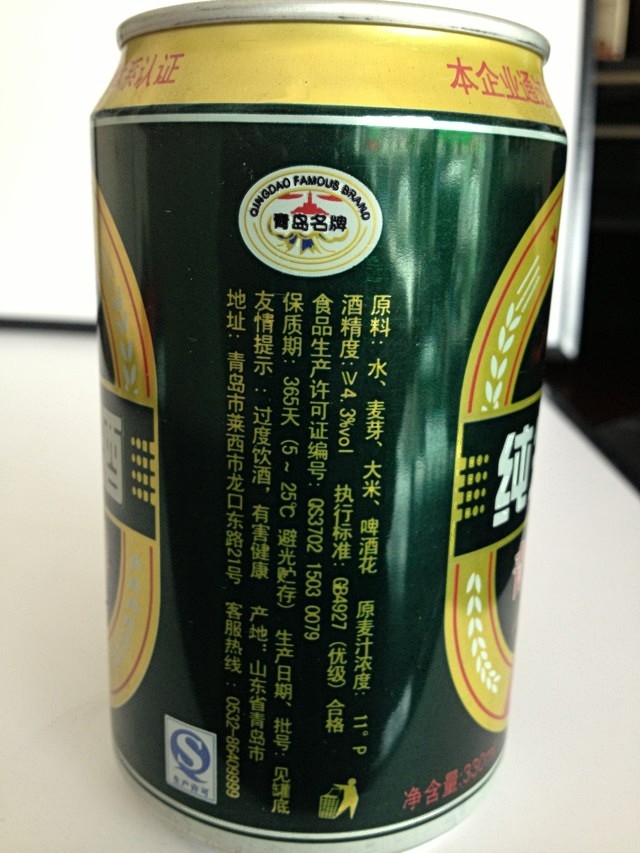 系认证
本企业通过
QINGDAO FAMOUS BRAND
青岛名牌
原料：水、麦芽、大米、啤酒花 原麦汁浓度：11°P
酒精度：≥4.3%vol 执行标准：GB4927（优级）合格
食品生产许可证编号：QS3702 1503 0079
保质期：365天（5～25℃ 避光贮存） 生产日期、批号：见罐底
友情提示：过度饮酒，有害健康 产地：山东省青岛市
地址：青岛市莱西市龙口东路21号 客服热线：0532-86409999
酒
纯
青
生产许可
净含量:330m